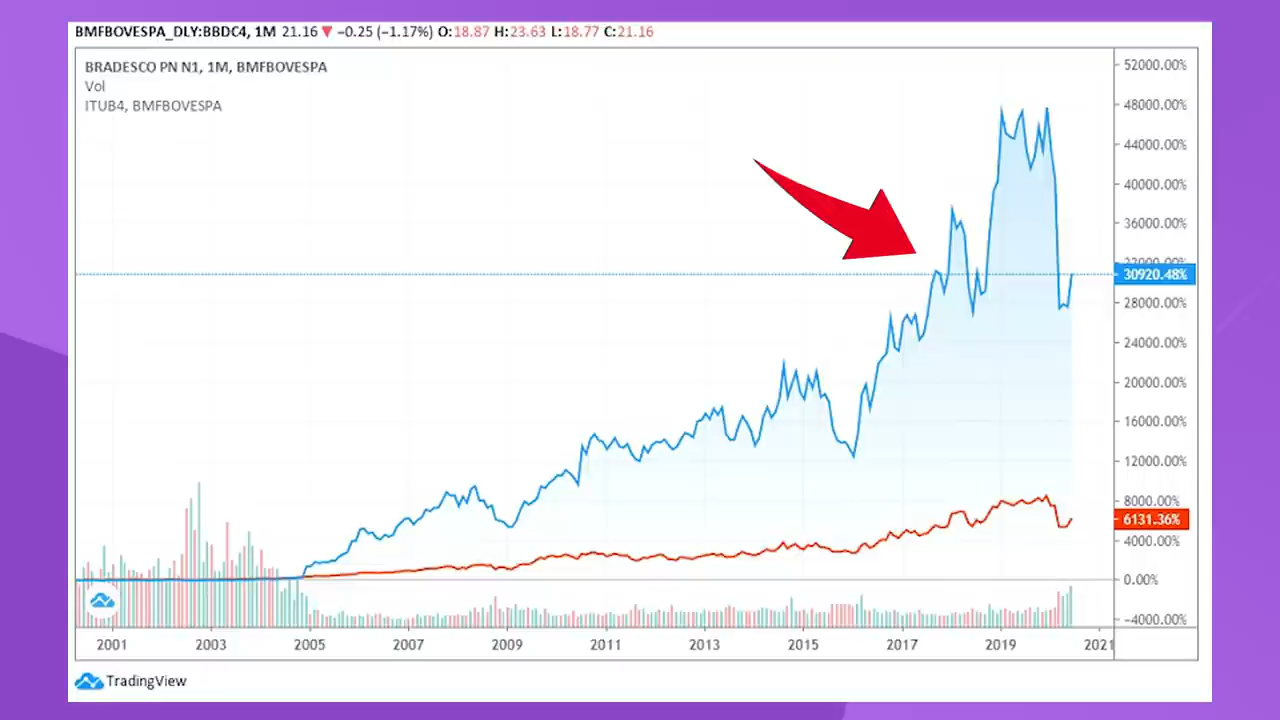 BMFBOVESPA_DLY:BBDC4, 1M 21.16 ▼ −0.25 (−1.17%) O:18.87 H:23.63 L:18.77 C:21.16
BRADESCO PN N1, 1M, BMFBOVESPA
Vol
ITUB4, BMFBOVESPA
52000.00%
48000.00%
44000.00%
40000.00%
36000.00%
32000.00%
30920.48%
28000.00%
24000.00%
20000.00%
16000.00%
12000.00%
8000.00%
6131.36%
4000.00%
0.00%
−4000.00%
2001 2003 2005 2007 2009 2011 2013 2015 2017 2019 2021
TradingView